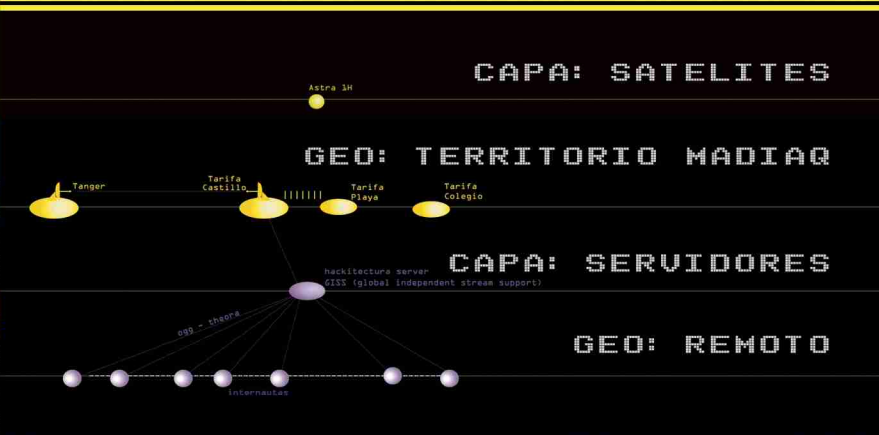 CAPA: SATELITES
Astra 1H
GEO: TERRITORIO MADIAQ
Tanger
Tarifa
Castillo
Tarifa
Playa
Tarifa
Colegio
CAPA: SERVIDORES
hackitectura server
GISS (global independent stream support)
ogg - theora
GEO: REMOTO
internautas